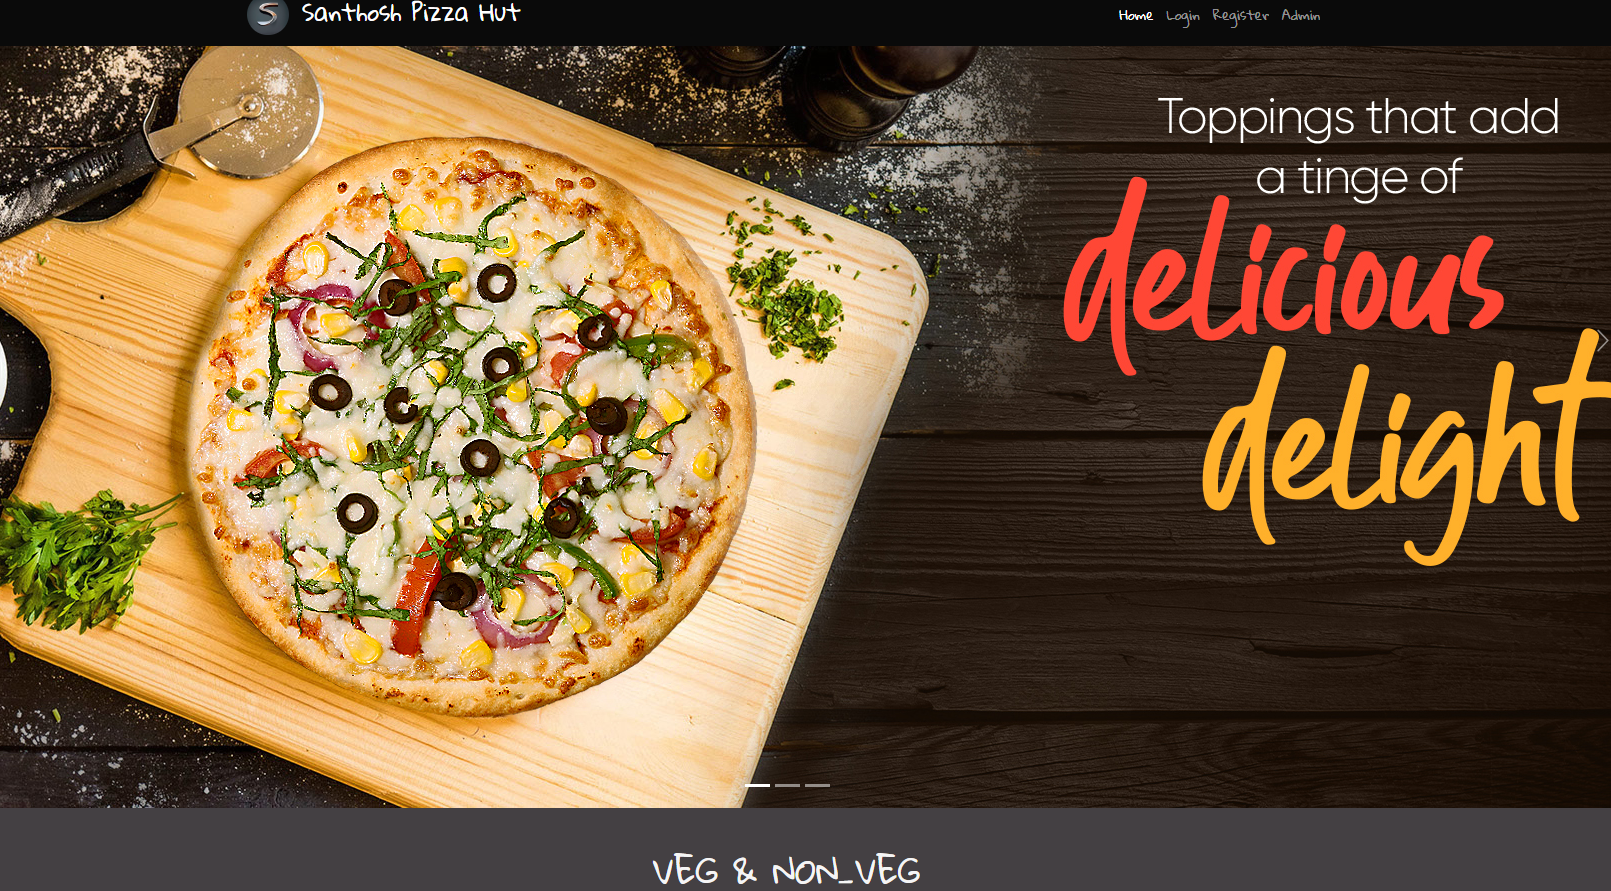 Santhosh Pizza Hut
Home Login Register Admin
Toppings that add
a tinge of
delicious
delight
VEG & NON_VEG